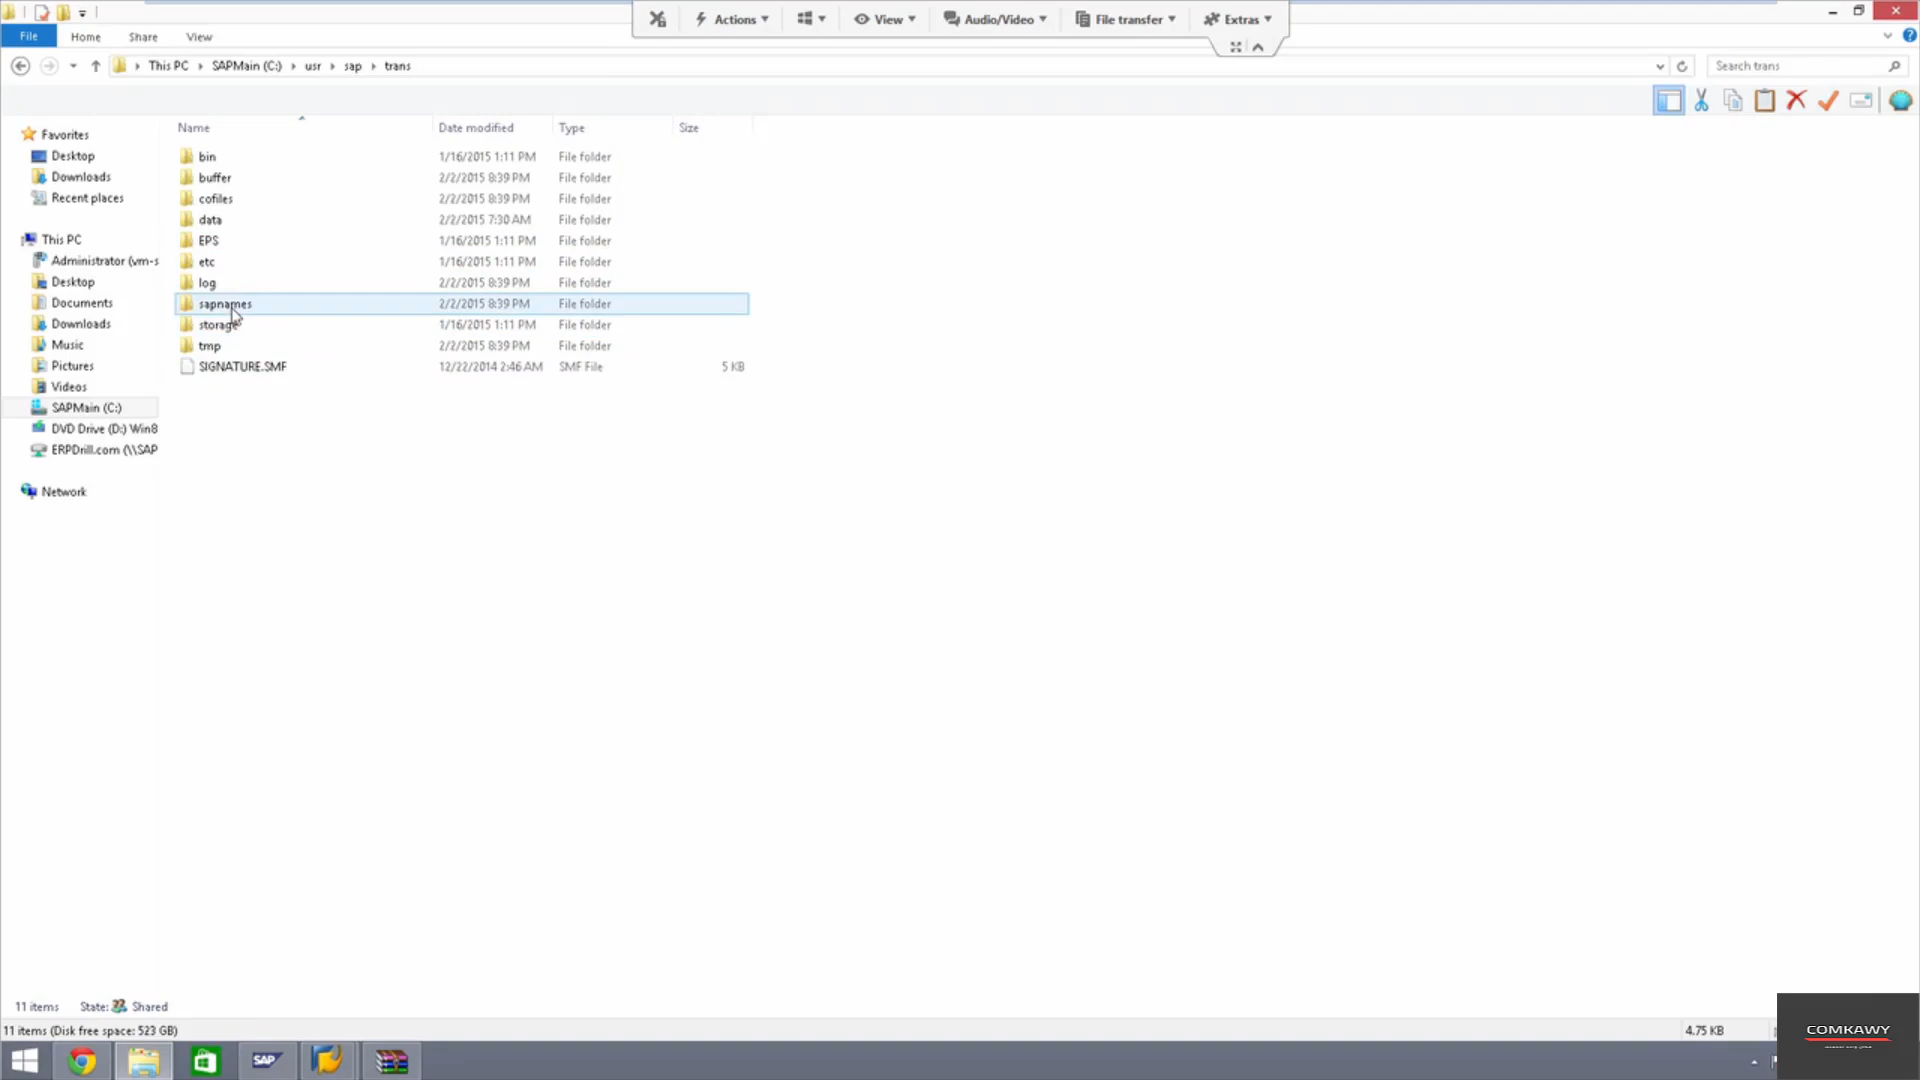 Actions
View
Audio/Video
File transfer
Extras
File
Home
Share
View
This PC
SAPMain (C:)
usr
sap
trans
Search trans
Name
Date modified
Type
Size
Favorites
Desktop
Downloads
Recent places
This PC
Administrator (vm-s
Desktop
Documents
Downloads
Music
Pictures
Videos
SAPMain (C:)
DVD Drive (D:) Win8
ERPDrill.com (\\SAP
Network
bin 1/16/2015 1:11 PM File folder
buffer 2/2/2015 8:39 PM File folder
cofiles 2/2/2015 8:39 PM File folder
data 2/2/2015 7:30 AM File folder
EPS 1/16/2015 1:11 PM File folder
etc 1/16/2015 1:11 PM File folder
log 2/2/2015 8:39 PM File folder
sapnames 2/2/2015 8:39 PM File folder
storage 1/16/2015 1:11 PM File folder
tmp 2/2/2015 8:39 PM File folder
SIGNATURE.SMF 12/22/2014 2:46 AM SMF File 5 KB
11 items State: Shared
11 items (Disk free space: 523 GB)
4.75 KB
SAP
COMKAWY